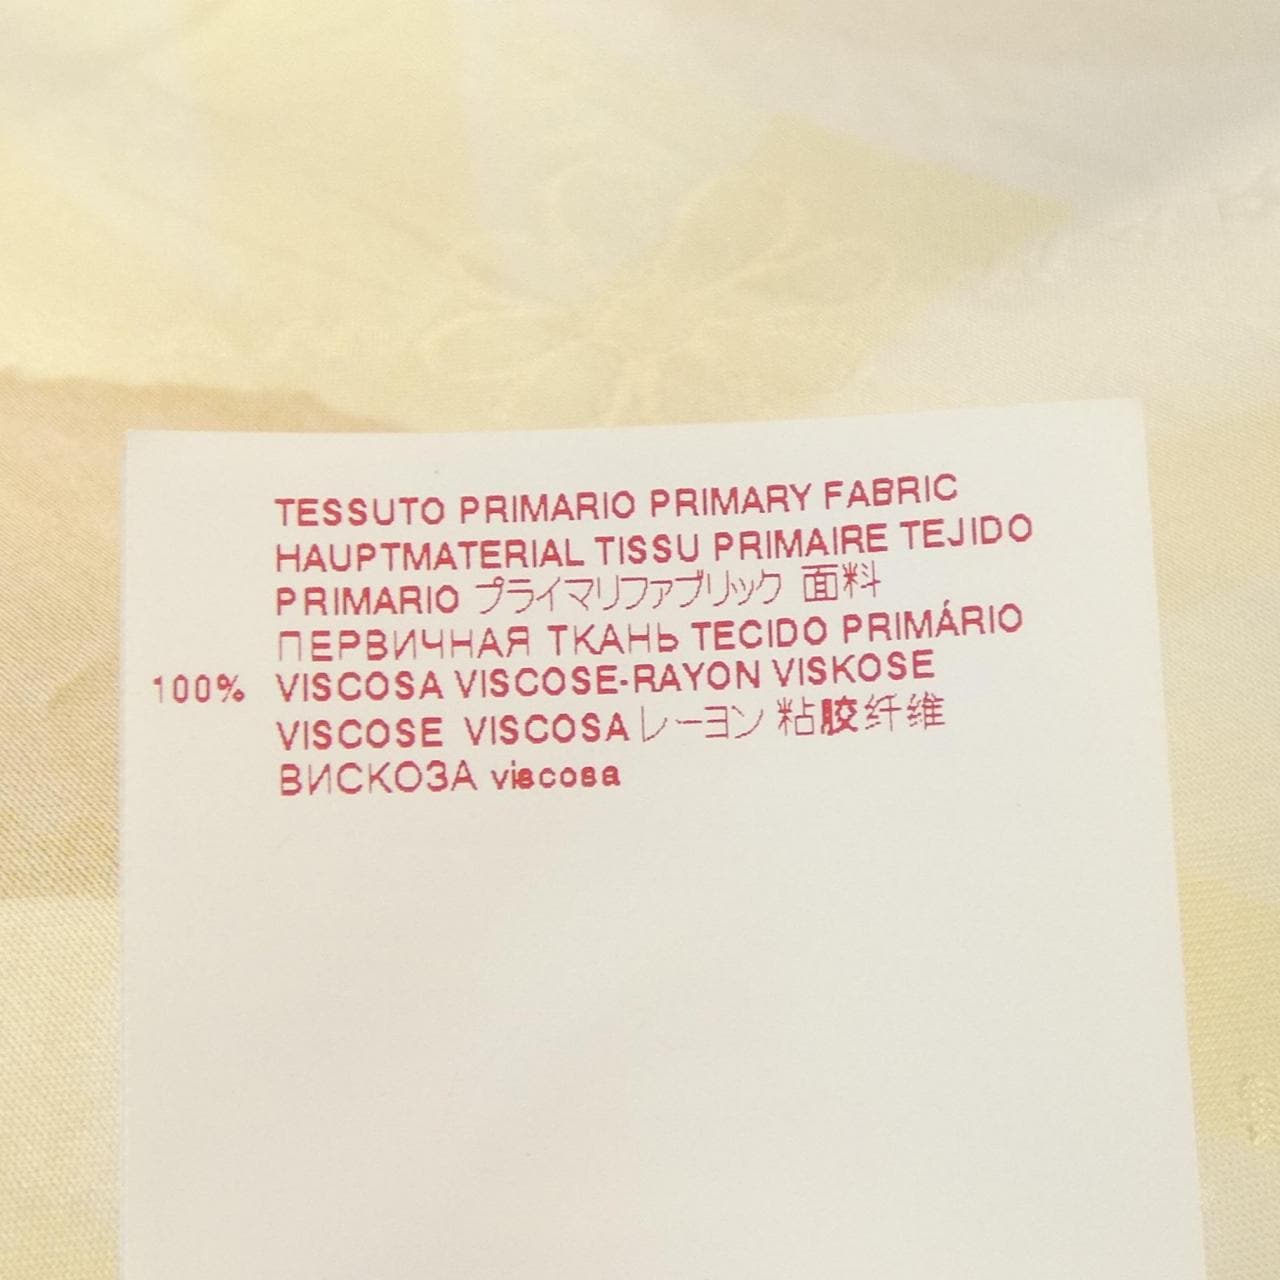 TESSUTO PRIMARIO PRIMARY FABRIC
HAUPTMATERIAL TISSU PRIMAIRE TEJIDO
PRIMARIO プライマリファブリック 面料
ПЕРВИЧНАЯ ТКАНЬ TECIDO PRIMÁRIO
100% VISCOSA VISCOSE-RAYON VISKOSE
VISCOSE VISCOSA レーヨン 粘胶纤维
ВИСКОЗА viscosa